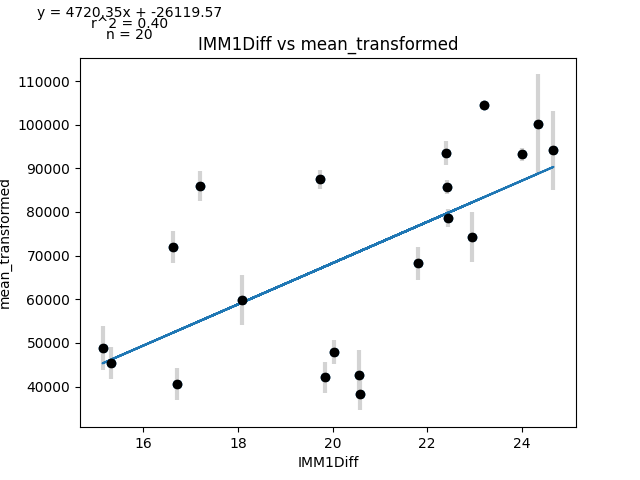 y = 4720.35x + -26119.57
r^2 = 0.40
n = 20
IMM1Diff vs mean_transformed
110000
100000
90000
80000
70000
60000
50000
40000
mean_transformed
16 18 20 22 24
IMM1Diff